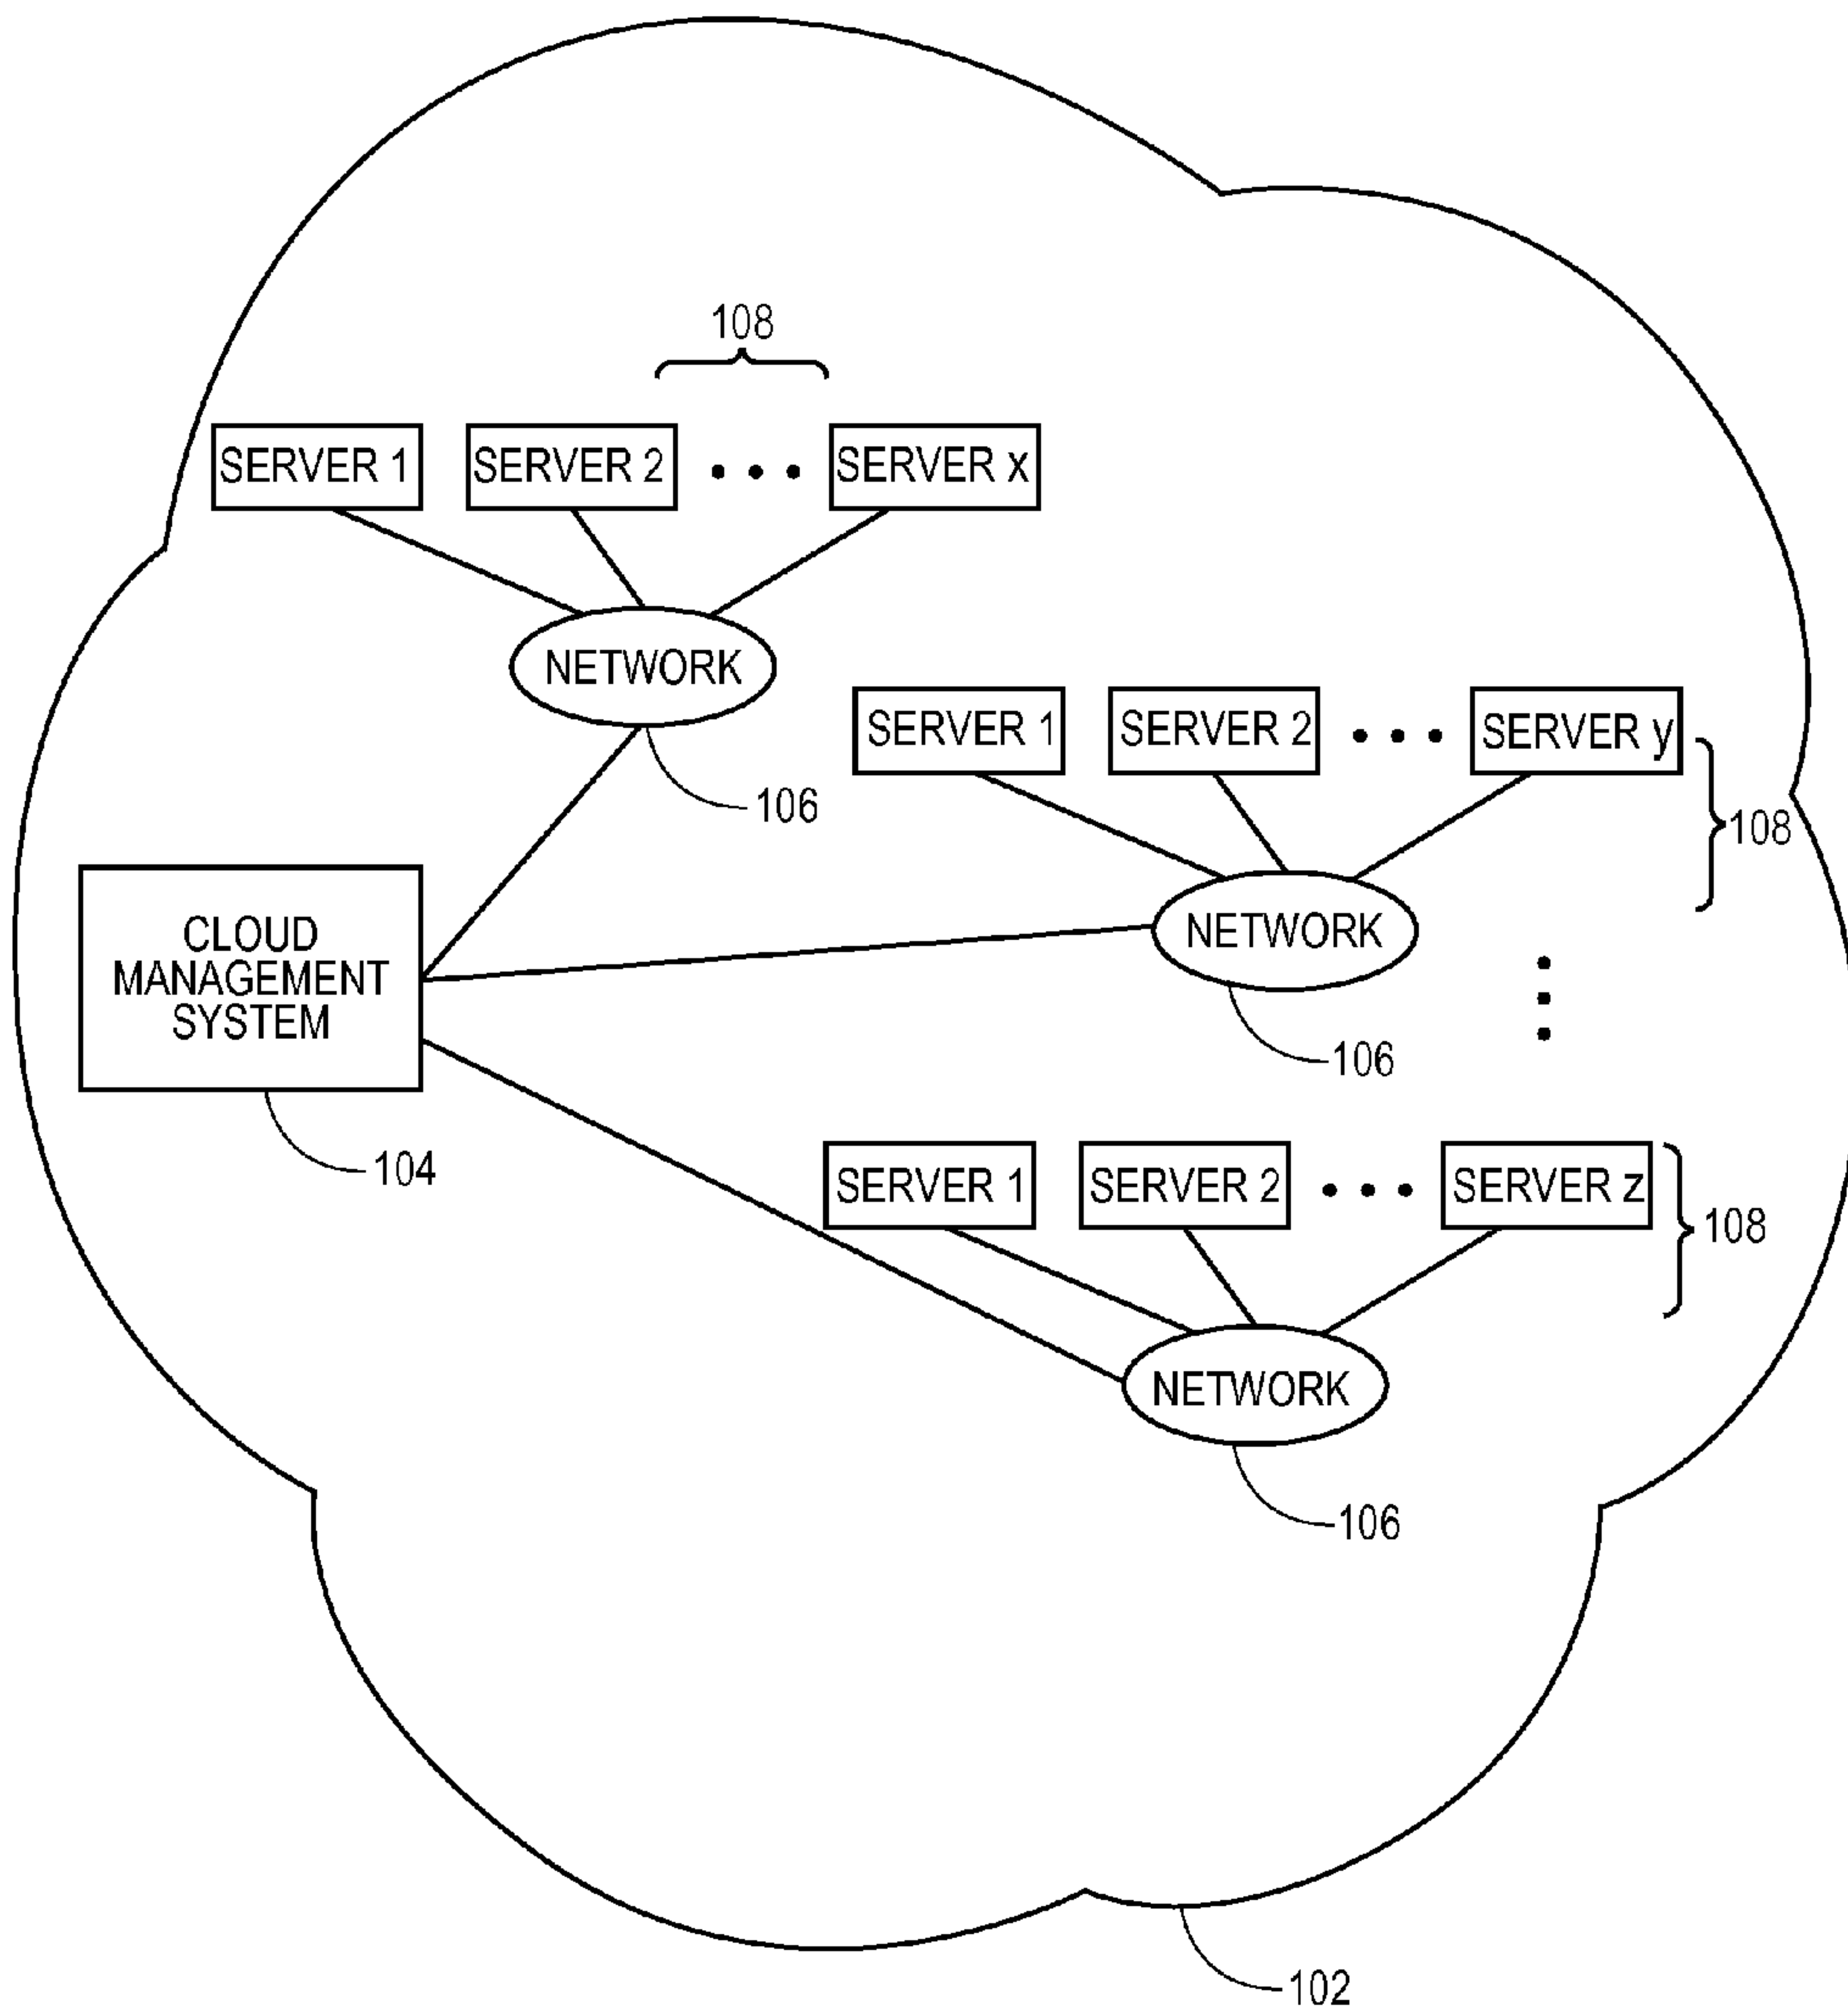 108
SERVER 1
SERVER 2
SERVER x
NETWORK
106
SERVER 1
SERVER 2
SERVER y
108
NETWORK
106
CLOUD
MANAGEMENT
SYSTEM
104
SERVER 1
SERVER 2
SERVER z
108
NETWORK
106
102